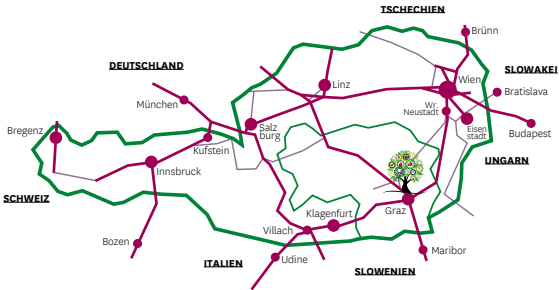 TSCHECHIEN
Brünn
DEUTSCHLAND
SLOWAKEI
Wien
Linz
Bratislava
München
Wr.
Neustadt
Eisen
stadt
Budapest
Bregenz
Salz
burg
Kufstein
UNGARN
Innsbruck
SCHWEIZ
Klagenfurt
Graz
Villach
Bozen
Maribor
ITALIEN
Udine
SLOWENIEN